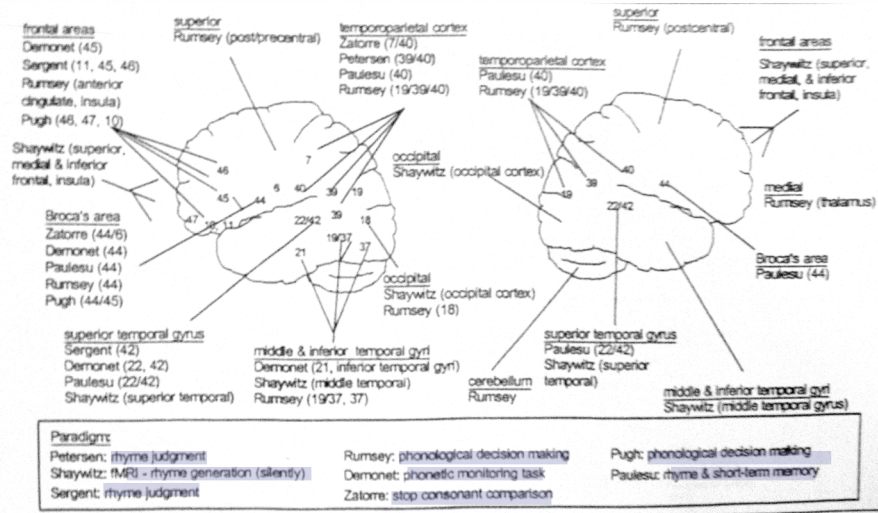 frontal areas
Demonet (45)
Sergent (11, 45, 46)
Rumsey (anterior
cingulate, insula)
Pugh (46, 47, 10)
Shaywitz (superior,
medial & inferior
frontal, insula)
superior
Rumsey (post/precentral)
temporoparietal cortex
Zatorre (7/40)
Petersen (39/40)
Paulesu (40)
Rumsey (19/39/40)
temporoparietal cortex
Paulesu (40)
Rumsey (19/39/40)
superior
Rumsey (postcentral)
frontal areas
Shaywitz (superior,
medial, & inferior
frontal, insula)
occipital
Shaywitz (occipital cortex)
medial
Rumsey (thalamus)
Broca's area
Zatorre (44/6)
Demonet (44)
Paulesu (44)
Rumsey (44)
Pugh (44/45)
46
45
44
6
40
7
39
19
47
11
22/42
39
18
19/37
37
21
19
39
40
44
22/42
occipital
Shaywitz (occipital cortex)
Rumsey (18)
Broca's area
Paulesu (44)
superior temporal gyrus
Sergent (42)
Demonet (22, 42)
Paulesu (22/42)
Shaywitz (superior temporal)
middle & inferior temporal gyri
Demonet (21, inferior temporal gyri)
Shaywitz (middle temporal)
Rumsey (19/37, 37)
cerebellum
Rumsey
superior temporal gyrus
Paulesu (22/42)
Shaywitz (superior
temporal)
middle & inferior temporal gyri
Shaywitz (middle temporal gyrus)
Paradigm:
Petersen: rhyme judgment
Shaywitz: fMRI - rhyme generation (silently)
Sergent: rhyme judgment
Rumsey: phonological decision making
Demonet: phonetic monitoring task
Zatorre: stop consonant comparison
Pugh: phonological decision making
Paulesu: rhyme & short-term memory